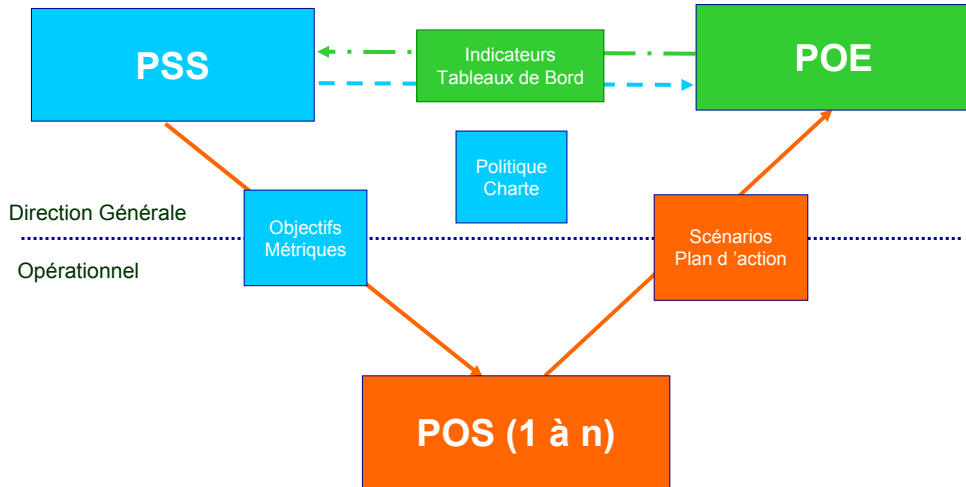 PSS
Indicateurs
Tableaux de Bord
POE
Politique
Charte
Direction Générale
Objectifs
Métriques
Scénarios
Plan d 'action
Opérationnel
POS (1 à n)